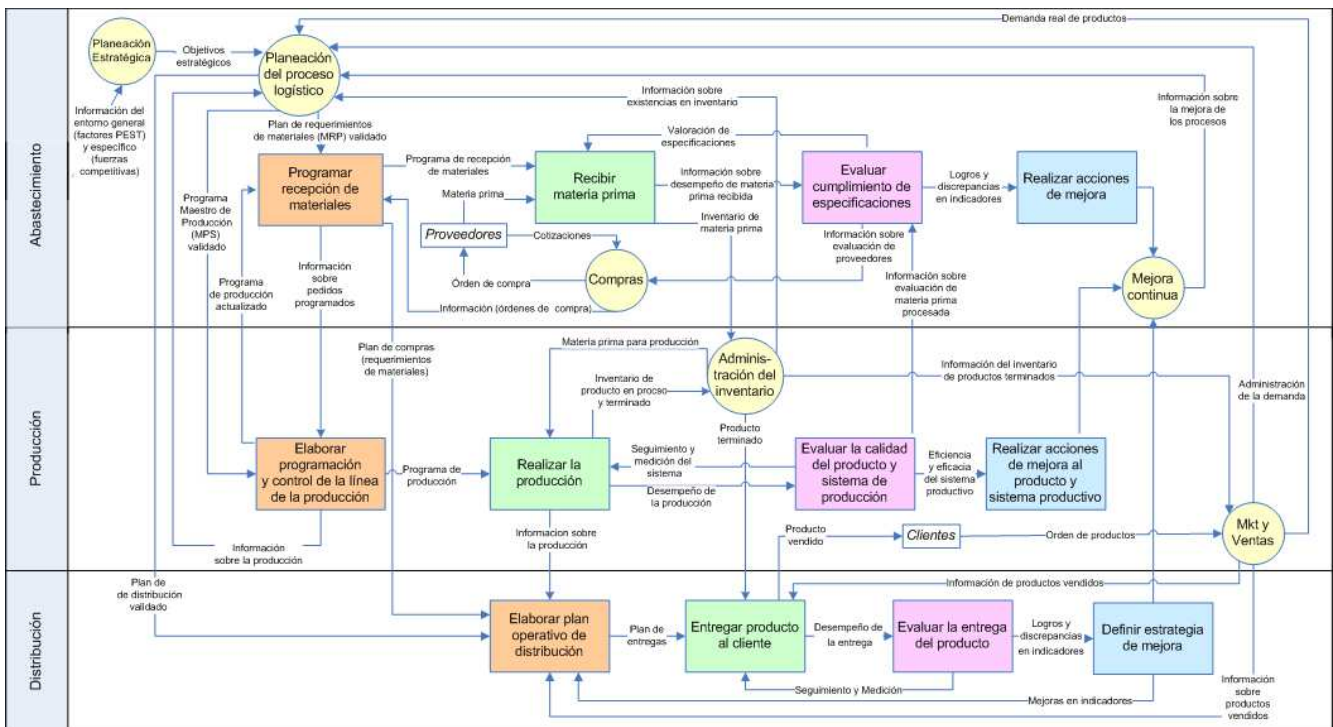 Abastecimiento
Planeación
Estratégica
Objetivos
estratégicos
Planeación
del proceso
logístico
Demanda real de productos
Información del
entorno general
(factores PEST)
y específico
(fuerzas
competitivas)
Plan de requerimientos
de materiales (MRP) validado
Información sobre
existencias en inventario
Información sobre
la mejora de
los procesos
Programar
recepción de
materiales
Programa de recepción
de materiales
Materia prima
Recibir
materia prima
Valoración de
especificaciones
Información sobre
desempeño de materia
prima recibida
Evaluar
cumplimiento de
especificaciones
Logros y
discrepancias
en indicadores
Realizar acciones
de mejora
Programa
Maestro de
Producción
(MPS)
validado
Proveedores
Cotizaciones
Inventario de
materia prima
Información sobre
evaluación de
proveedores
Órden de compra
Compras
Información (órdenes de compra)
Información sobre
evaluación de
materia prima
procesada
Mejora
continua
Programa
de producción
actualizado
Información
sobre
pedidos
programados
Producción
Plan de compras
(requerimientos
de materiales)
Materia prima para producción
Inventario de
producto en procso
y terminado
Adminis-
tración del
inventario
Información del inventario
de productos terminados
Administración
de la demanda
Producto
terminado
Elaborar
programación
y control de la línea
de la producción
Programa de
producción
Realizar la
producción
Seguimiento y
medición del
sistema
Desempeño de
la producción
Evaluar la calidad
del producto y
sistema de
producción
Eficiencia
y eficacia
del sistema
productivo
Realizar acciones
de mejora al
producto y
sistema productivo
Información
sobre la producción
Informacion sobre
la producción
Producto
vendido
Clientes
Orden de productos
Mkt y
Ventas
Distribución
Plan de
de distribución
validado
Información de productos vendidos
Elaborar plan
operativo de
distribución
Plan de
entregas
Entregar producto
al cliente
Desempeño de
la entrega
Evaluar la entrega
del producto
Logros y
discrepancias
en indicadores
Definir estrategia
de mejora
Seguimiento y Medición
Mejoras en indicadores
Información
sobre
productos
vendidos